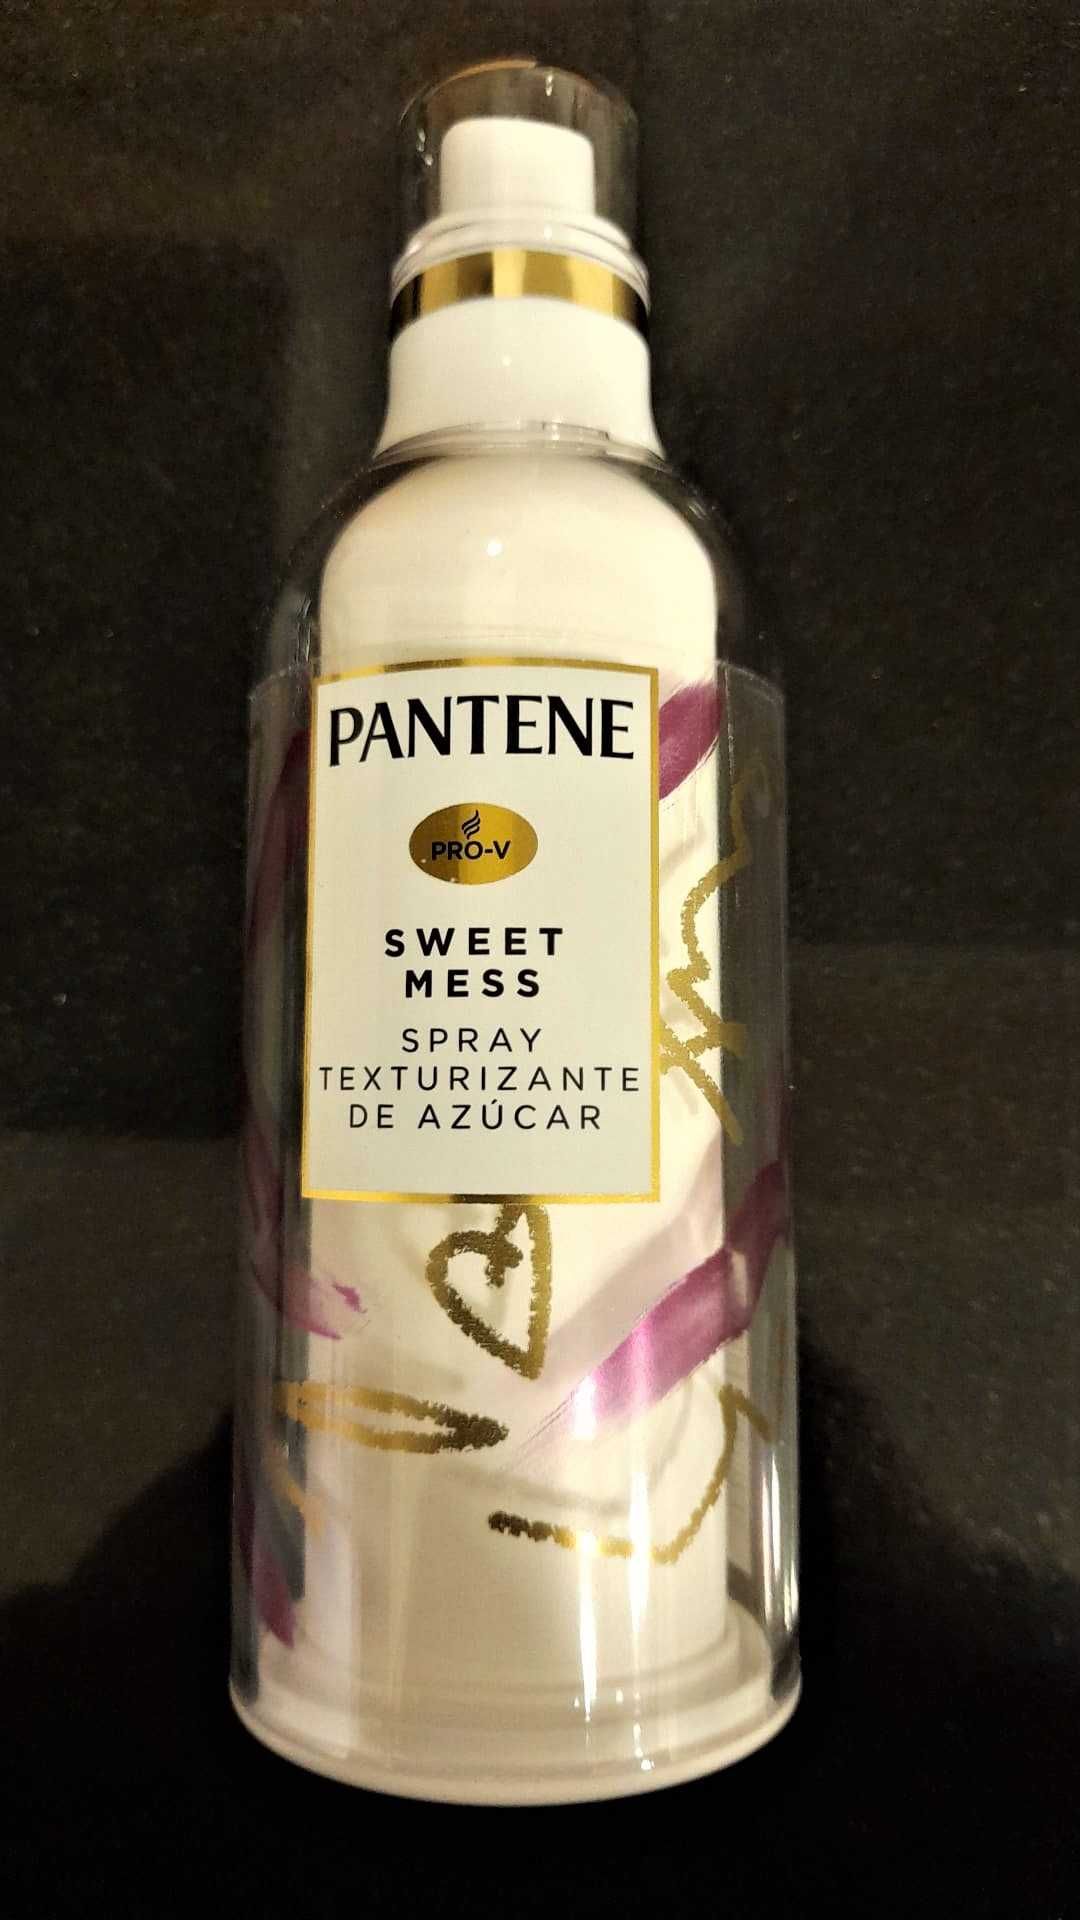 PANTENE
PRO-V
SWEET
MESS
SPRAY
TEXTURIZANTE
DE AZÚCAR